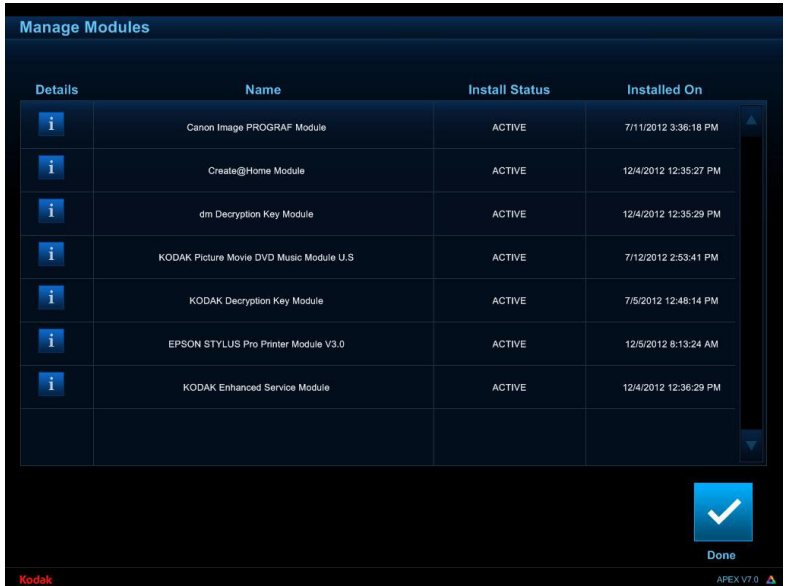 Manage Modules
Details Name Install Status Installed On
i Canon Image PROGRAF Module ACTIVE 7/11/2012 3:36:18 PM
i Create@Home Module ACTIVE 12/4/2012 12:35:27 PM
i dm Decryption Key Module ACTIVE 12/4/2012 12:35:29 PM
i KODAK Picture Movie DVD Music Module U.S ACTIVE 7/12/2012 2:53:41 PM
i KODAK Decryption Key Module ACTIVE 7/5/2012 12:48:14 PM
i EPSON STYLUS Pro Printer Module V3.0 ACTIVE 12/5/2012 8:13:24 AM
i KODAK Enhanced Service Module ACTIVE 12/4/2012 12:36:29 PM
Done
Kodak APEX V7.0